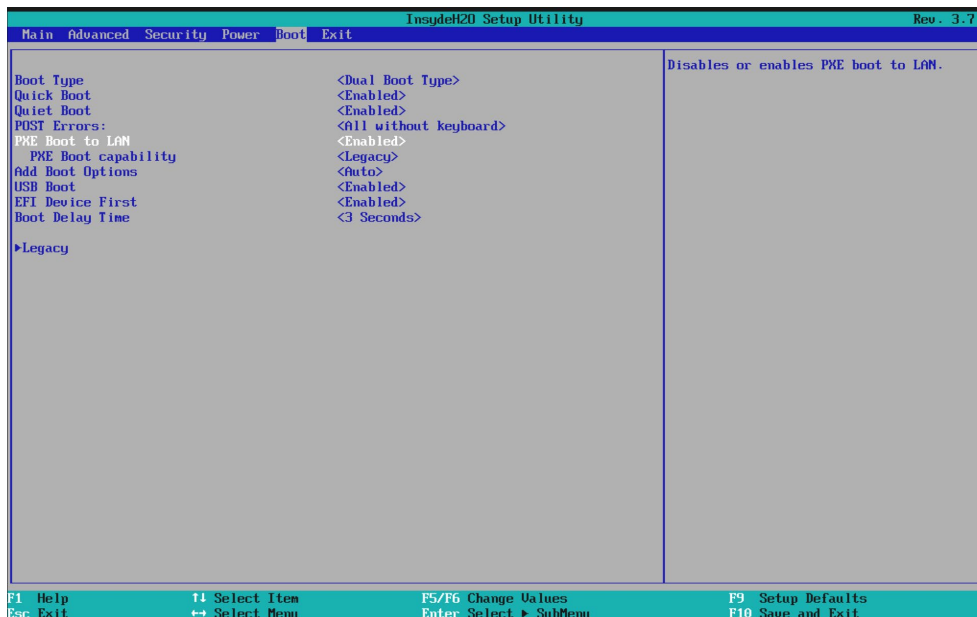 InsydeH2O Setup Utility Rev. 3.7
Main Advanced Security Power Boot Exit
Disables or enables PXE boot to LAN.
Boot Type <Dual Boot Type>
Quick Boot <Enabled>
Quiet Boot <Enabled>
POST Errors: <All without keyboard>
PXE Boot to LAN <Enabled>
PXE Boot capability <Legacy>
Add Boot Options <Auto>
USB Boot <Enabled>
EFI Device First <Enabled>
Boot Delay Time <3 Seconds>
▶Legacy
F1 Help ↑↓ Select Item F5/F6 Change Values F9 Setup Defaults
Esc Exit ↔ Select Menu Enter Select ▶ SubMenu F10 Save and Exit